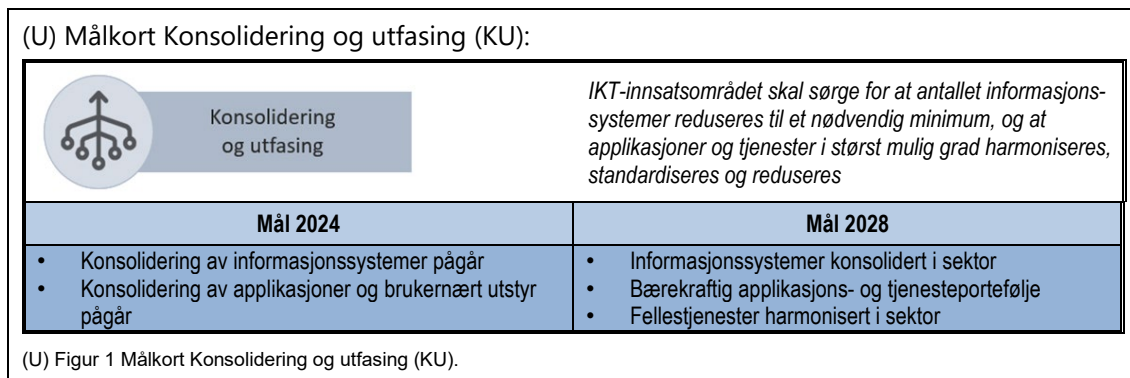 (U) Målkort Konsolidering og utfasing (KU):
Konsolidering
og utfasing
IKT-innsatsområdet skal sørge for at antallet informasjons-
systemer reduseres til et nødvendig minimum, og at
applikasjoner og tjenester i størst mulig grad harmoniseres,
standardiseres og reduseres
Mål 2024
• Konsolidering av informasjonssystemer pågår
• Konsolidering av applikasjoner og brukernært utstyr
pågår
Mål 2028
• Informasjonssystemer konsolidert i sektor
• Bærekraftig applikasjons- og tjenesteportefølje
• Fellestjenester harmonisert i sektor
(U) Figur 1 Målkort Konsolidering og utfasing (KU).